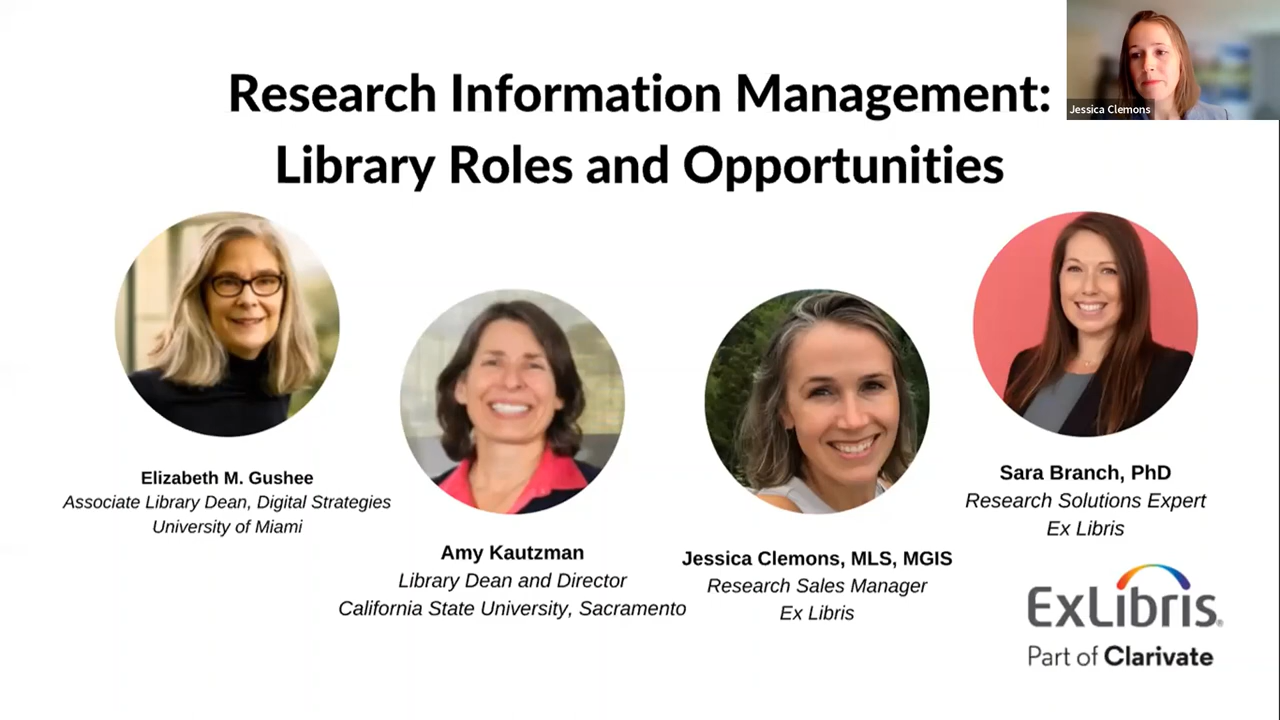 Research Information Management:
Library Roles and Opportunities
Jessica Clemons
Elizabeth M. Gushee
Associate Library Dean, Digital Strategies
University of Miami
Amy Kautzman
Library Dean and Director
California State University, Sacramento
Jessica Clemons, MLS, MGIS
Research Sales Manager
Ex Libris
Sara Branch, PhD
Research Solutions Expert
Ex Libris
ExLibris®
Part of Clarivate